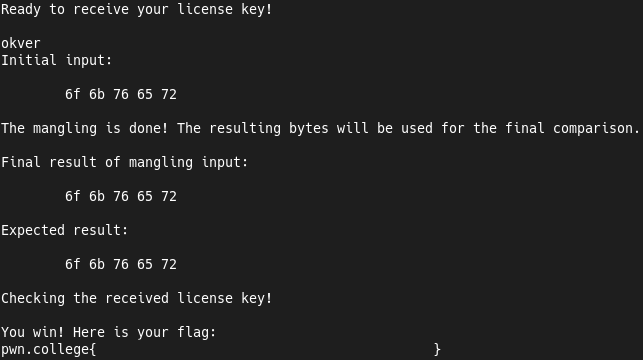 Ready to receive your license key!
okver
Initial input:
6f 6b 76 65 72
The mangling is done! The resulting bytes will be used for the final comparison.
Final result of mangling input:
6f 6b 76 65 72
Expected result:
6f 6b 76 65 72
Checking the received license key!
You win! Here is your flag:
pwn.college{ }